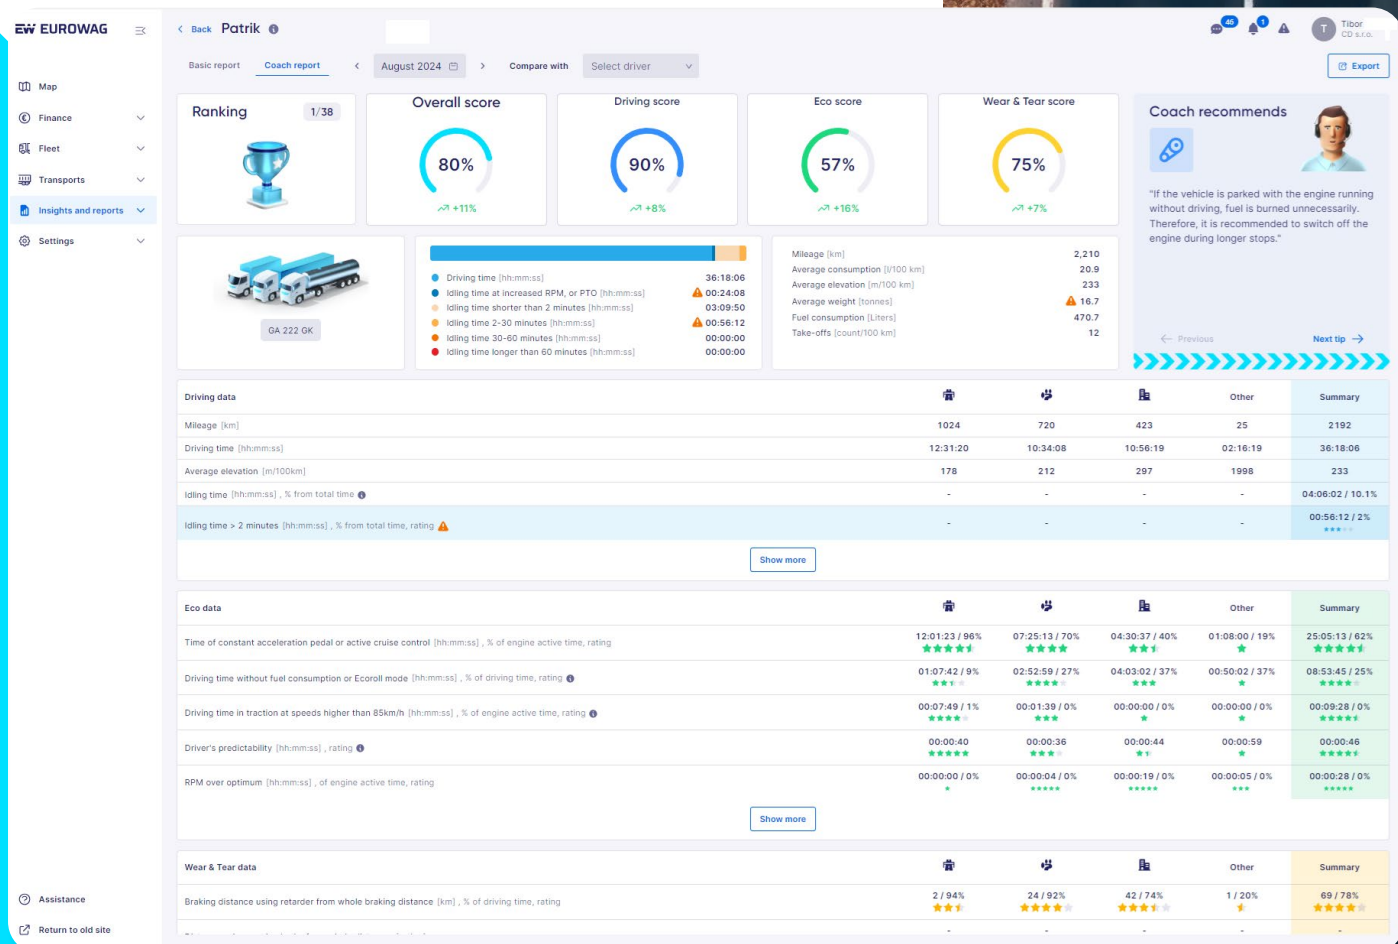 EW EUROWAG
Back Patrik
45
1
T
Tibor
CD s.r.o.
Basic report
Coach report
August 2024
Compare with
Select driver
Export
Map
Finance
Fleet
Transports
Insights and reports
Settings
Assistance
Return to old site
Ranking
1/38
Overall score
80%
+11%
Driving score
90%
+8%
Eco score
57%
+16%
Wear & Tear score
75%
+7%
Coach recommends
"If the vehicle is parked with the engine running
without driving, fuel is burned unnecessarily.
Therefore, it is recommended to switch off the
engine during longer stops."
Previous
Next tip
GA 222 GK
Driving time [hh:mm:ss] 36:18:06
Idling time at increased RPM, or PTO [hh:mm:ss] 00:24:08
Idling time shorter than 2 minutes [hh:mm:ss] 03:09:50
Idling time 2-30 minutes [hh:mm:ss] 00:56:12
Idling time 30-60 minutes [hh:mm:ss] 00:00:00
Idling time longer than 60 minutes [hh:mm:ss] 00:00:00
Mileage [km] 2,210
Average consumption [l/100 km] 20.9
Average elevation [m/100 km] 233
Average weight [tonnes] 16.7
Fuel consumption [Liters] 470.7
Take-offs [count/100 km] 12
Driving data Other Summary
Mileage [km] 1024 720 423 25 2192
Driving time [hh:mm:ss] 12:31:20 10:34:08 10:56:19 02:16:19 36:18:06
Average elevation [m/100km] 178 212 297 1998 233
Idling time [hh:mm:ss] , % from total time - - - - 04:06:02 / 10.1%
Idling time > 2 minutes [hh:mm:ss] , % from total time, rating - - - - 00:56:12 / 2%
Show more
Eco data Other Summary
Time of constant acceleration pedal or active cruise control [hh:mm:ss] , % of engine active time, rating 12:01:23 / 96% 07:25:13 / 70% 04:30:37 / 40% 01:08:00 / 19% 25:05:13 / 62%
Driving time without fuel consumption or Ecoroll mode [hh:mm:ss] , % of driving time, rating 01:07:42 / 9% 02:52:59 / 27% 04:03:02 / 37% 00:50:02 / 37% 08:53:45 / 25%
Driving time in traction at speeds higher than 85km/h [hh:mm:ss] , % of engine active time, rating 00:07:49 / 1% 00:01:39 / 0% 00:00:00 / 0% 00:00:00 / 0% 00:09:28 / 0%
Driver's predictability [hh:mm:ss] , rating 00:00:40 00:00:36 00:00:44 00:00:59 00:00:46
RPM over optimum [hh:mm:ss] , of engine active time, rating 00:00:00 / 0% 00:00:04 / 0% 00:00:19 / 0% 00:00:05 / 0% 00:00:28 / 0%
Show more
Wear & Tear data Other Summary
Braking distance using retarder from whole braking distance [km] , % of driving time, rating 2 / 94% 24 / 92% 42 / 74% 1 / 20% 69 / 78%
- - - - -